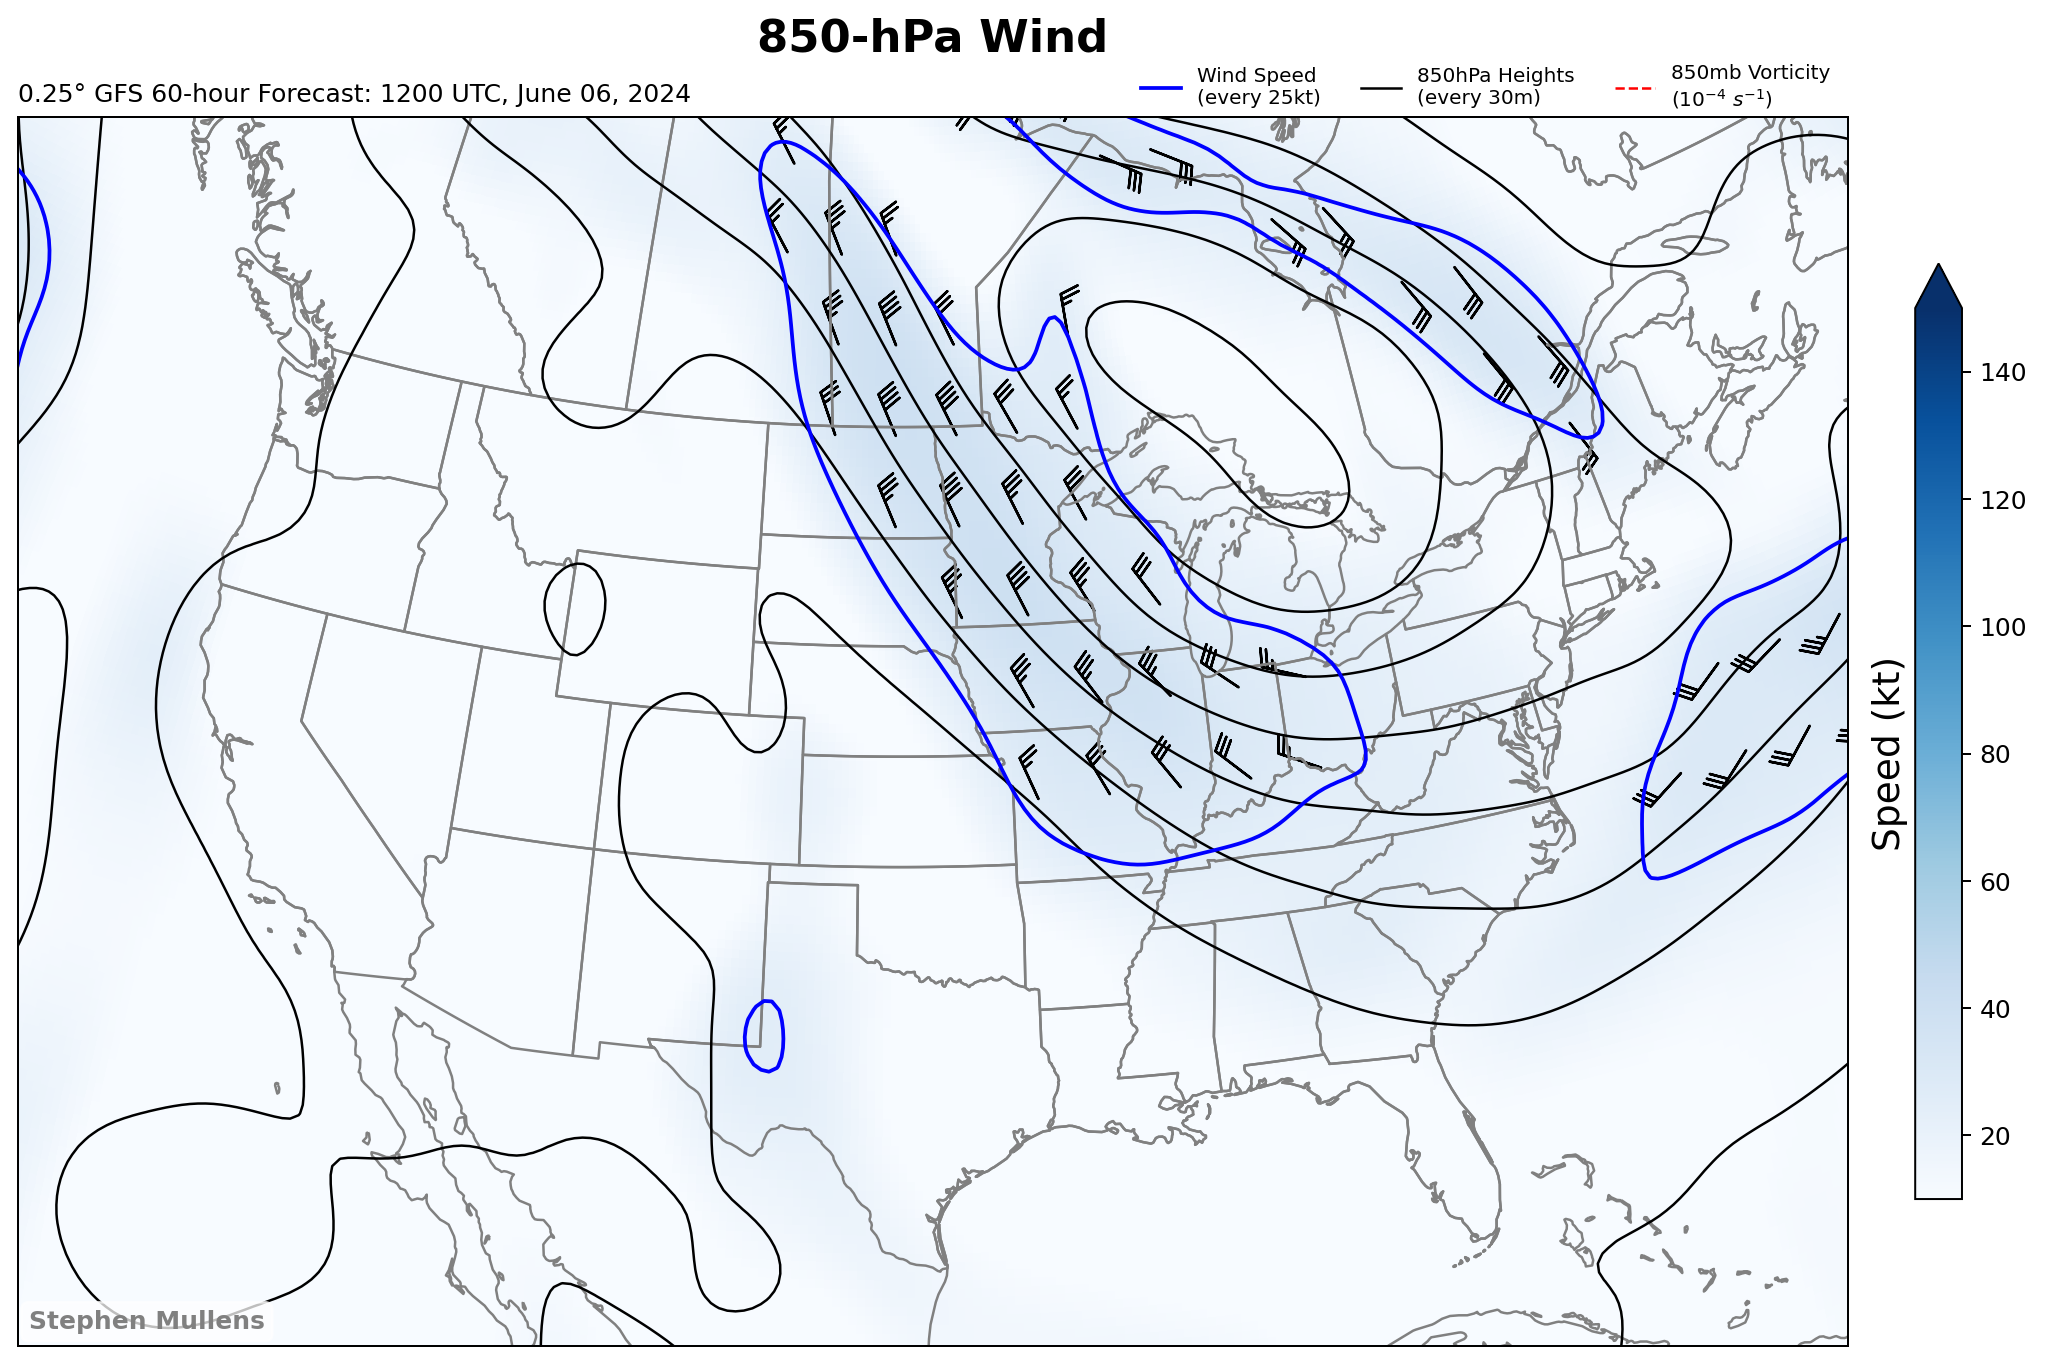 850-hPa Wind
0.25° GFS 60-hour Forecast: 1200 UTC, June 06, 2024
Wind Speed
(every 25kt)
850hPa Heights
(every 30m)
850mb Vorticity
(10⁻⁴ s⁻¹)
140
120
100
80
60
40
20
Speed (kt)
Stephen Mullens